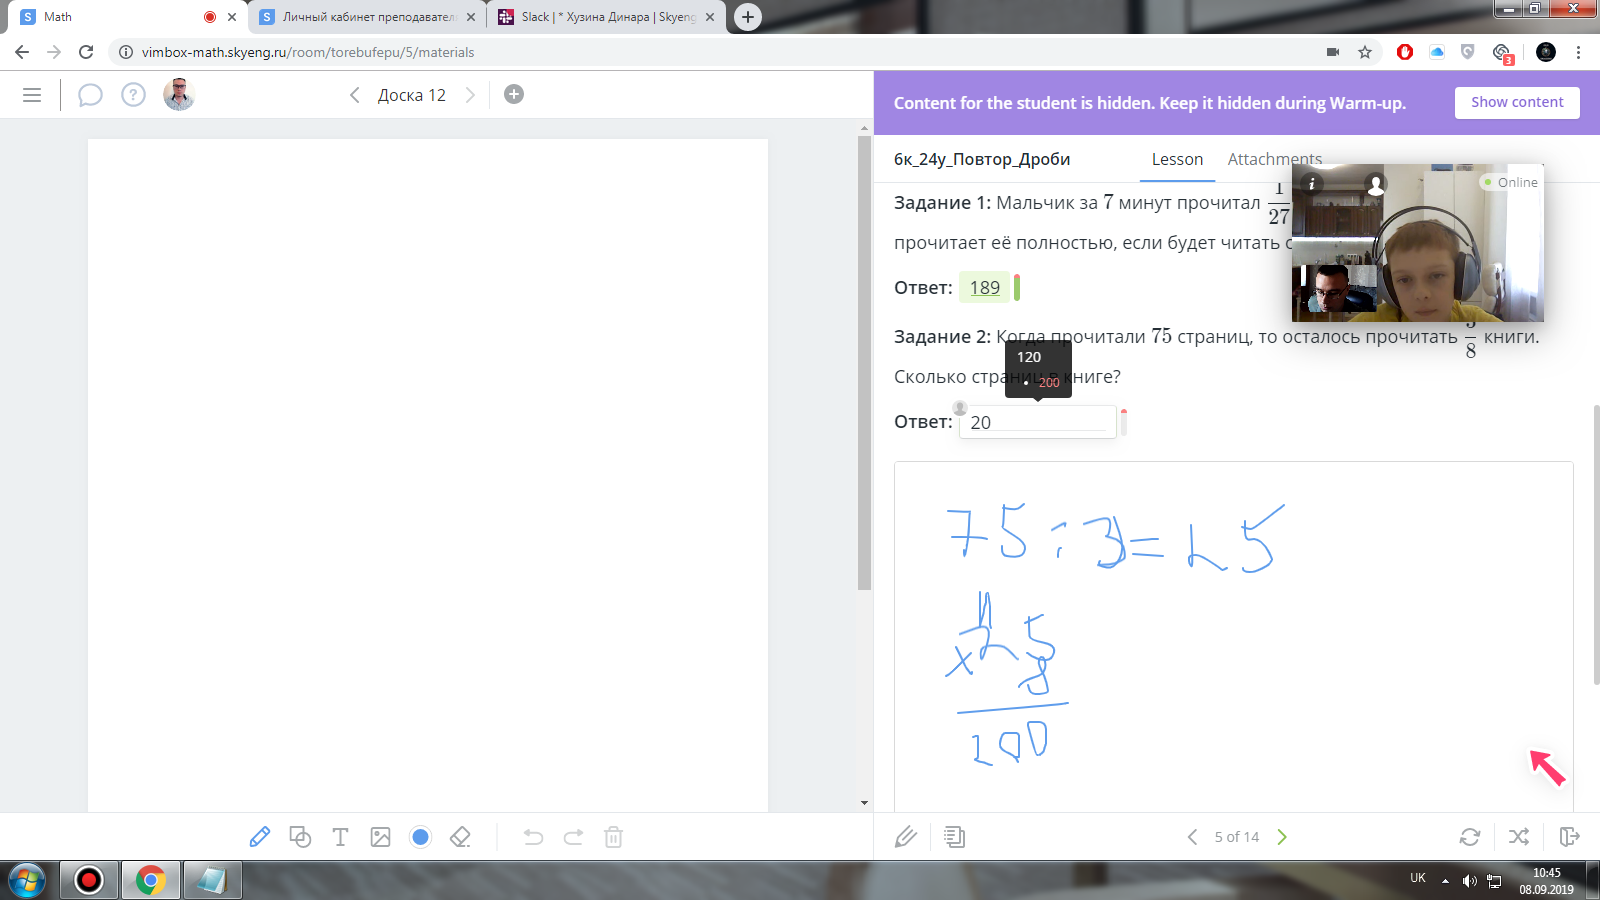 Math
Личный кабинет преподавател
Slack | * Хузина Динара | Skyeng
vimbox-math.skyeng.ru/room/torebufepu/5/materials
3
Доска 12
Content for the student is hidden. Keep it hidden during Warm-up.
Show content
6к_24у_Повтор_Дроби
Lesson
Attachments
Online
Задание 1: Мальчик за 7 минут прочитал 1/27
прочитает её полностью, если будет читать с
Ответ: 189
Задание 2: Когда прочитали 75 страниц, то осталось прочитать 5/8 книги.
Сколько страниц в книге?
120
• 200
Ответ: 20
75 : 3 = 25
11
x 25
8
200
5 of 14
UK
10:45
08.09.2019